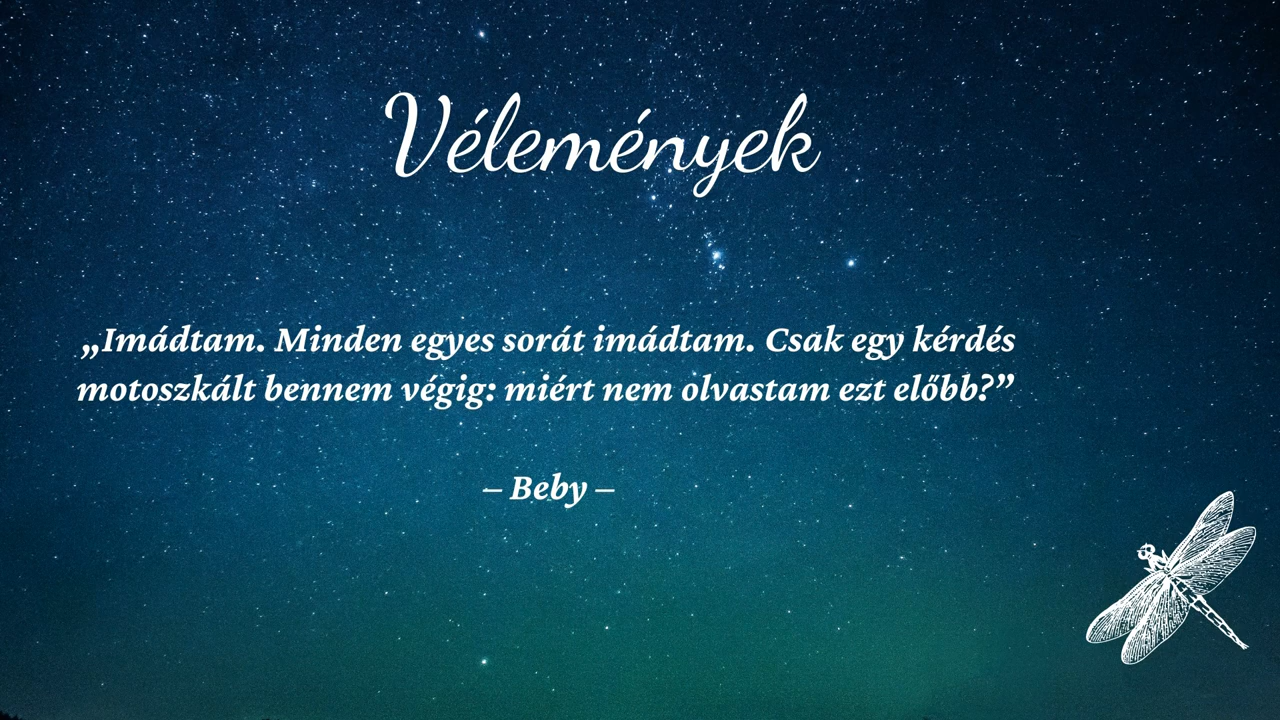 Vélemények
„Imádtam. Minden egyes sorát imádtam. Csak egy kérdés
motoszkált bennem végig: miért nem olvastam ezt előbb?”
– Beby –